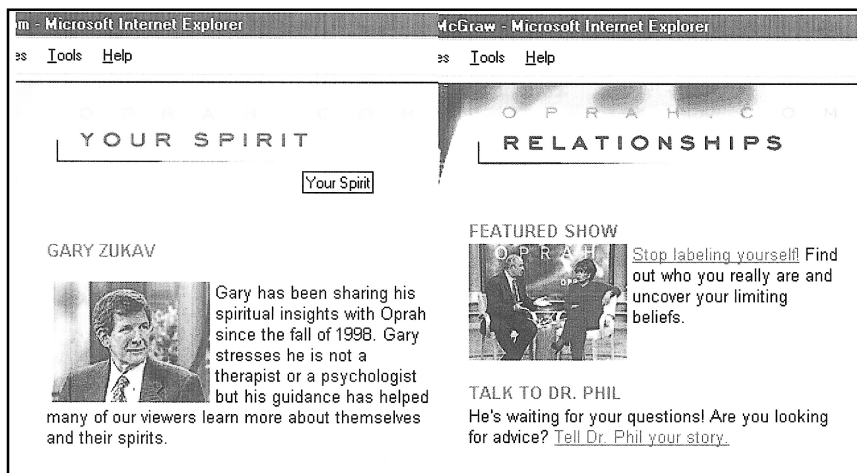 m - Microsoft Internet Explorer
es Tools Help
OPRAH.COM
YOUR SPIRIT
Your Spirit
GARY ZUKAV
Gary has been sharing his
spiritual insights with Oprah
since the fall of 1998. Gary
stresses he is not a
therapist or a psychologist
but his guidance has helped
many of our viewers learn more about themselves
and their spirits.
McGraw - Microsoft Internet Explorer
es Tools Help
OPRAH.COM
RELATIONSHIPS
FEATURED SHOW
OPRAH
Stop labeling yourself! Find
out who you really are and
uncover your limiting
beliefs.
TALK TO DR. PHIL
He's waiting for your questions! Are you looking
for advice? Tell Dr. Phil your story.